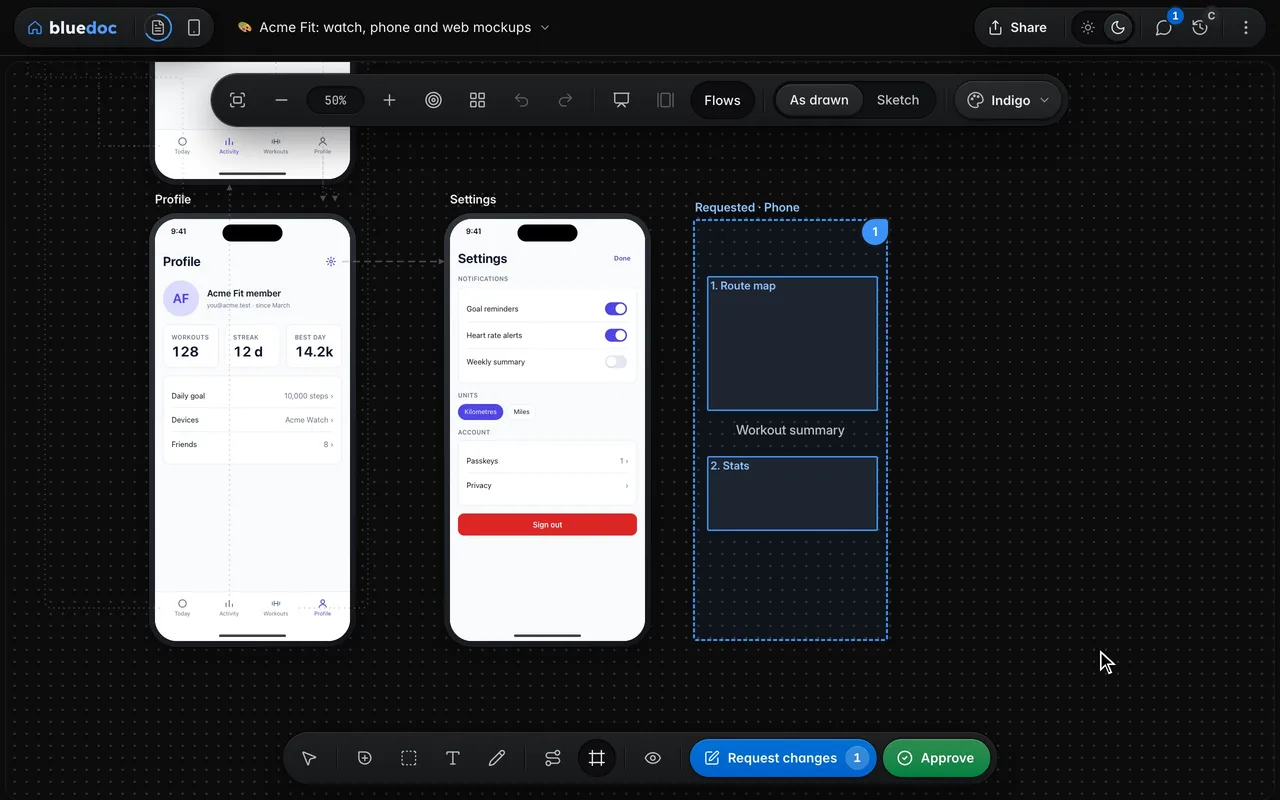 bluedoc
🎨 Acme Fit: watch, phone and web mockups
Share
1
C
50%
Flows
As drawn
Sketch
Indigo
Today
Activity
Workouts
Profile
Profile
9:41
Profile
AF
Acme Fit member
you@acme.test · since March
WORKOUTS
128
STREAK
12 d
BEST DAY
14.2k
Daily goal
10,000 steps ›
Devices
Acme Watch ›
Friends
8 ›
Today
Activity
Workouts
Profile
Settings
9:41
Settings
Done
NOTIFICATIONS
Goal reminders
Heart rate alerts
Weekly summary
UNITS
Kilometres
Miles
ACCOUNT
Passkeys
1 ›
Privacy
›
Sign out
Requested · Phone
1
1. Route map
Workout summary
2. Stats
Request changes
1
Approve